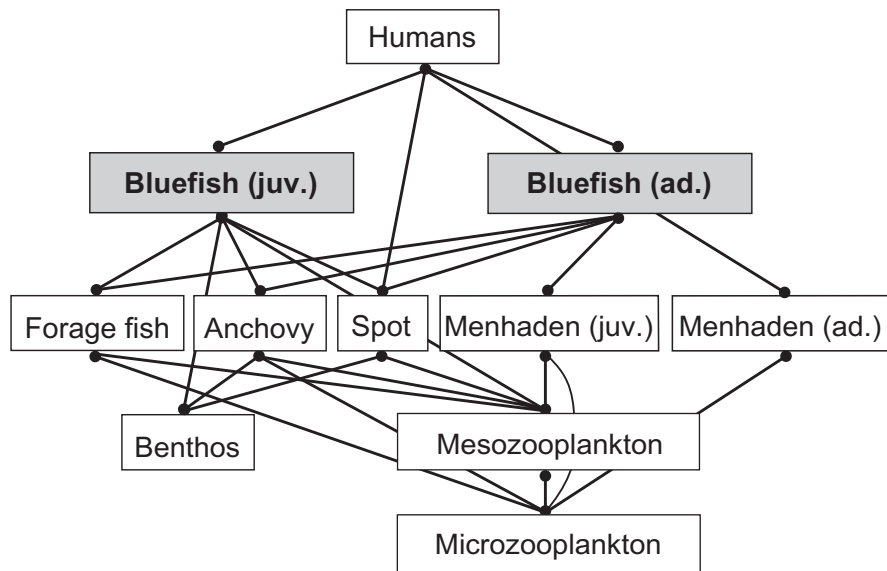 Humans
Bluefish (juv.)
Bluefish (ad.)
Forage fish
Anchovy
Spot
Menhaden (juv.)
Menhaden (ad.)
Benthos
Mesozooplankton
Microzooplankton